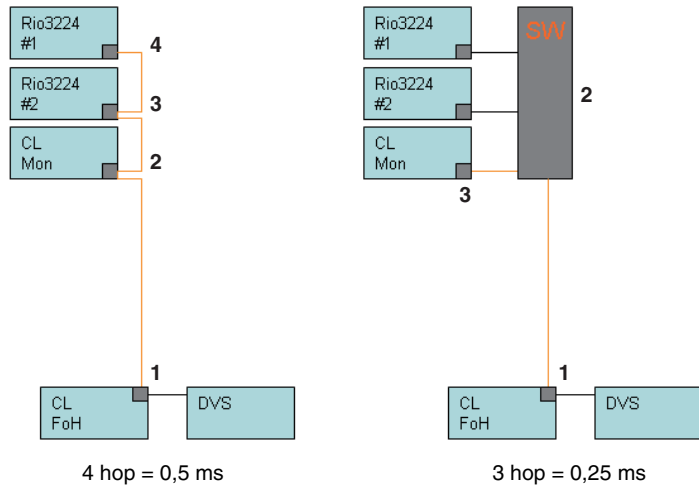 Rio3224
#1
4
Rio3224
#2
3
CL
Mon
2
1
CL
FoH
DVS
4 hop = 0,5 ms
Rio3224
#1
SW
Rio3224
#2
2
CL
Mon
3
1
CL
FoH
DVS
3 hop = 0,25 ms